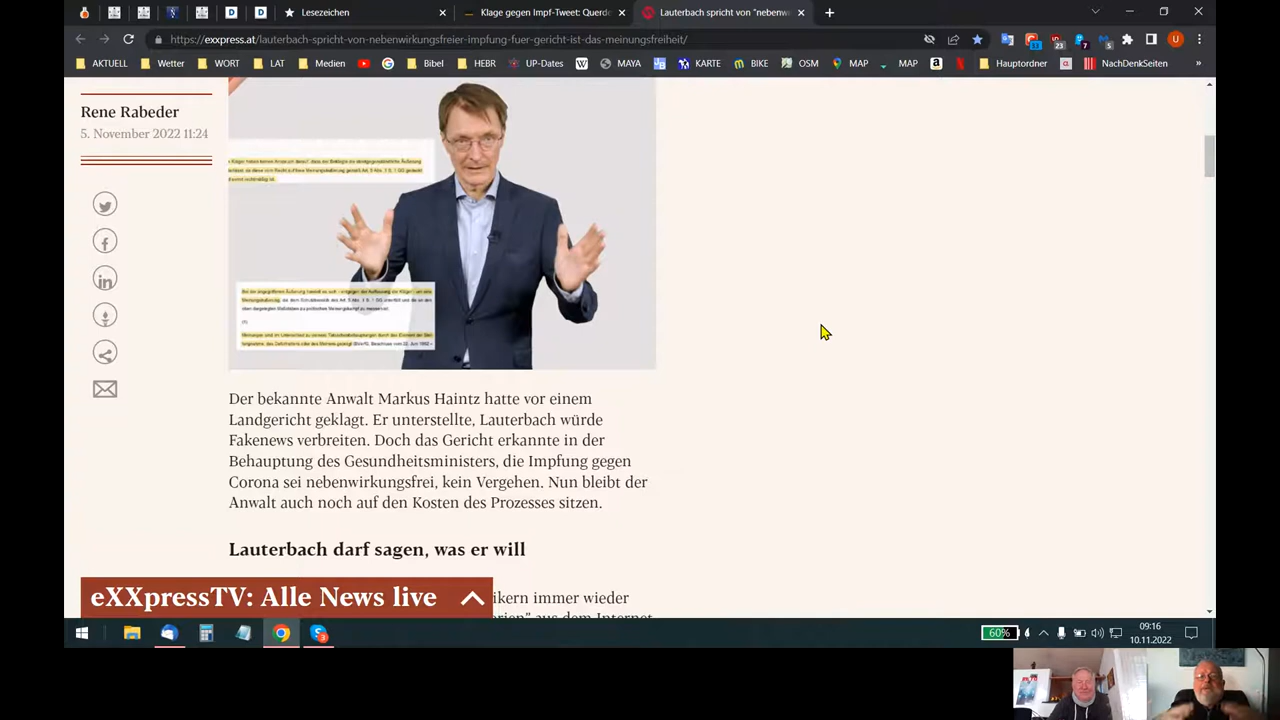 Lesezeichen
Klage gegen Impf-Tweet: Querde
Lauterbach spricht von "nebenw
https://exxpress.at/lauterbach-spricht-von-nebenwirkungsfreier-impfung-fuer-gericht-ist-das-meinungsfreiheit/
AKTUELL Wetter WORT LAT Medien Bibel HEBR UP-Dates MAYA KARTE BIKE OSM MAP MAP Hauptordner NachDenkSeiten
Rene Rabeder
5. November 2022 11:24
Der bekannte Anwalt Markus Haintz hatte vor einem
Landgericht geklagt. Er unterstellte, Lauterbach würde
Fakenews verbreiten. Doch das Gericht erkannte in der
Behauptung des Gesundheitsministers, die Impfung gegen
Corona sei nebenwirkungsfrei, kein Vergehen. Nun bleibt der
Anwalt auch noch auf den Kosten des Prozesses sitzen.
Lauterbach darf sagen, was er will
eXXpressTV: Alle News live
ikern immer wieder
60%
09:16
10.11.2022